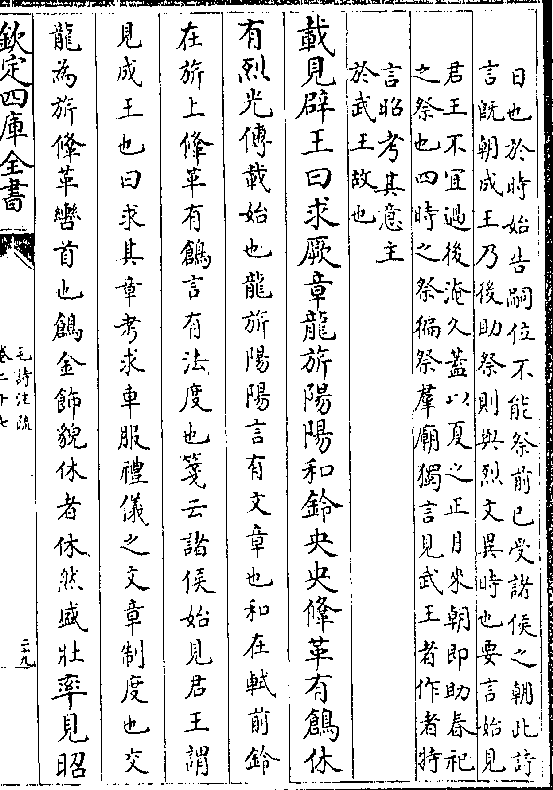 日也於時始告嗣位不能祭前已受諸侯之朝此詩
言既朝成王乃後助祭則與烈文異時也要言始見
君王不宜過後淹久蓋以夏之正月來朝即助春祀
之祭也四時之祭徧祭羣廟獨言見武王者作者特
言昭考其意主
於武王故也
載見辟王曰求厥章龍旂陽陽和鈴央央鞗革有鶬休
有烈光傳載始也龍旂陽陽言有文章也和在軾前鈴
在旂上鞗革有鶬言有法度也箋云諸侯始見君王謂
見成王也曰求其章考求車服禮儀之文章制度也交
龍為旂鞗革轡首也鶬金飾貌休者休然盛壯率見昭
欽定四庫全書
毛詩注疏
卷二十七
二十九